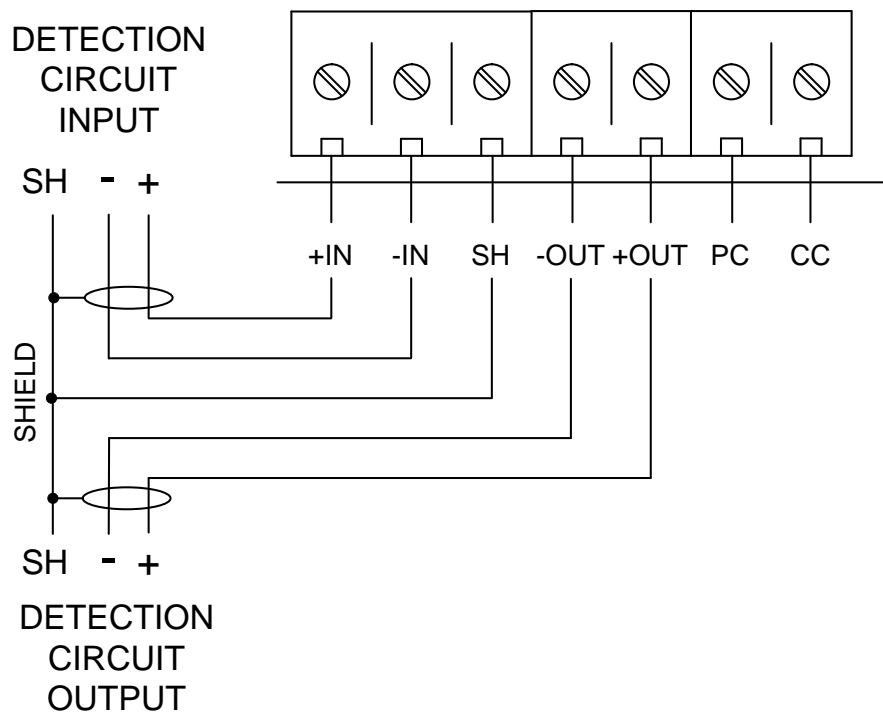 DETECTION
CIRCUIT
INPUT
SH - +
+IN -IN SH -OUT +OUT PC CC
SHIELD
SH - +
DETECTION
CIRCUIT
OUTPUT